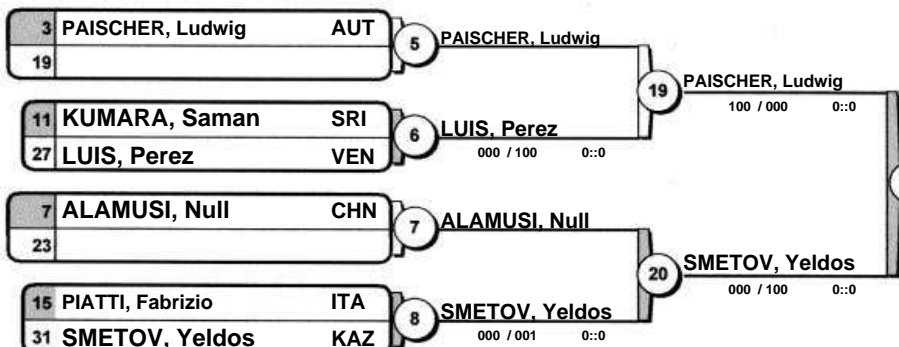 3 PAISCHER, Ludwig AUT
19
5 PAISCHER, Ludwig
11 KUMARA, Saman SRI
27 LUIS, Perez VEN
6 LUIS, Perez
000 / 100 0::0
19 PAISCHER, Ludwig
100 / 000 0::0
7 ALAMUSI, Null CHN
23
7 ALAMUSI, Null
15 PIATTI, Fabrizio ITA
31 SMETOV, Yeldos KAZ
8 SMETOV, Yeldos
000 / 001 0::0
20 SMETOV, Yeldos
000 / 100 0::0